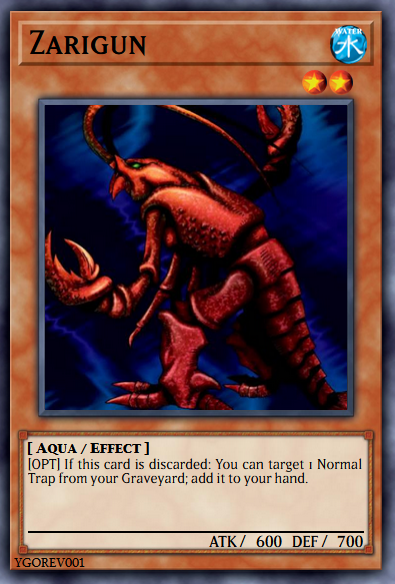 ZARIGUN
WATER
水
[ AQUA / EFFECT ]
[OPT] If this card is discarded: You can target 1 Normal
Trap from your Graveyard; add it to your hand.
ATK / 600 DEF / 700
YGOREV001